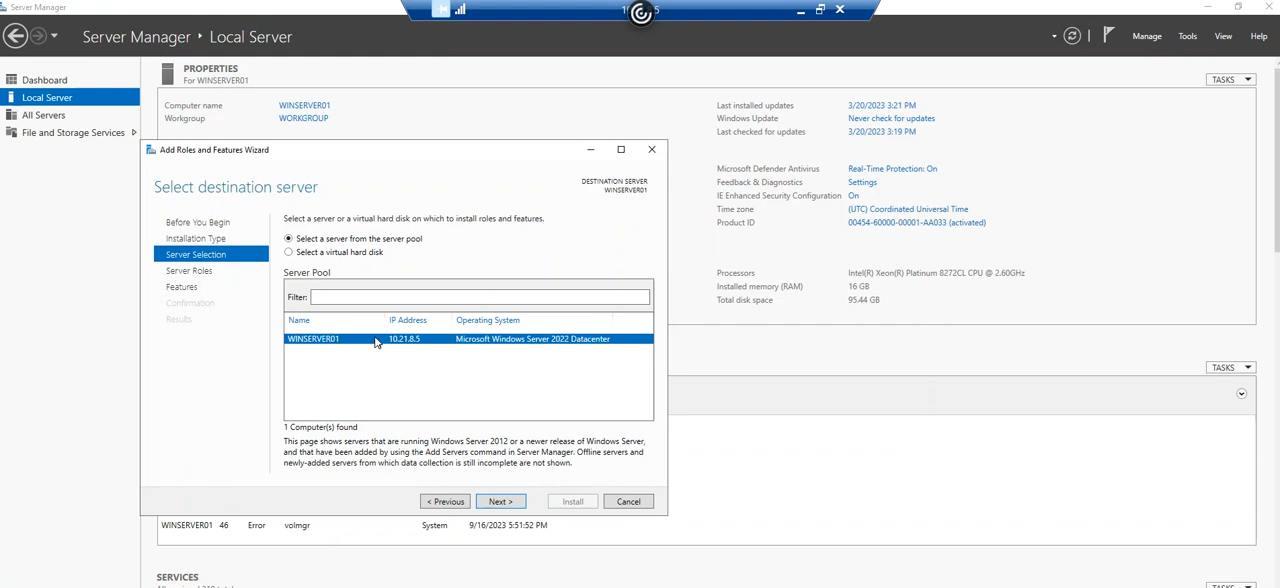 Server Manager
Server Manager • Local Server
Manage Tools View Help
Dashboard
Local Server
All Servers
File and Storage Services
PROPERTIES
For WINSERVER01
TASKS
Computer name WINSERVER01
Workgroup WORKGROUP
Last installed updates 3/20/2023 3:21 PM
Windows Update Never check for updates
Last checked for updates 3/20/2023 3:19 PM
Microsoft Defender Antivirus Real-Time Protection: On
Feedback & Diagnostics Settings
IE Enhanced Security Configuration On
Time zone (UTC) Coordinated Universal Time
Product ID 00454-60000-00001-AA033 (activated)
Processors Intel(R) Xeon(R) Platinum 8272CL CPU @ 2.60GHz
Installed memory (RAM) 16 GB
Total disk space 95.44 GB
Add Roles and Features Wizard
Select destination server
DESTINATION SERVER
WINSERVER01
Before You Begin
Installation Type
Server Selection
Server Roles
Features
Confirmation
Results
Select a server or a virtual hard disk on which to install roles and features.
Select a server from the server pool
Select a virtual hard disk
Server Pool
Filter:
Name IP Address Operating System
WINSERVER01 10.21.8.5 Microsoft Windows Server 2022 Datacenter
1 Computer(s) found
This page shows servers that are running Windows Server 2012 or a newer release of Windows Server,
and that have been added by using the Add Servers command in Server Manager. Offline servers and
newly-added servers from which data collection is still incomplete are not shown.
< Previous Next > Install Cancel
TASKS
WINSERVER01 46 Error volmgr System 9/16/2023 5:51:52 PM
SERVICES
TASKS